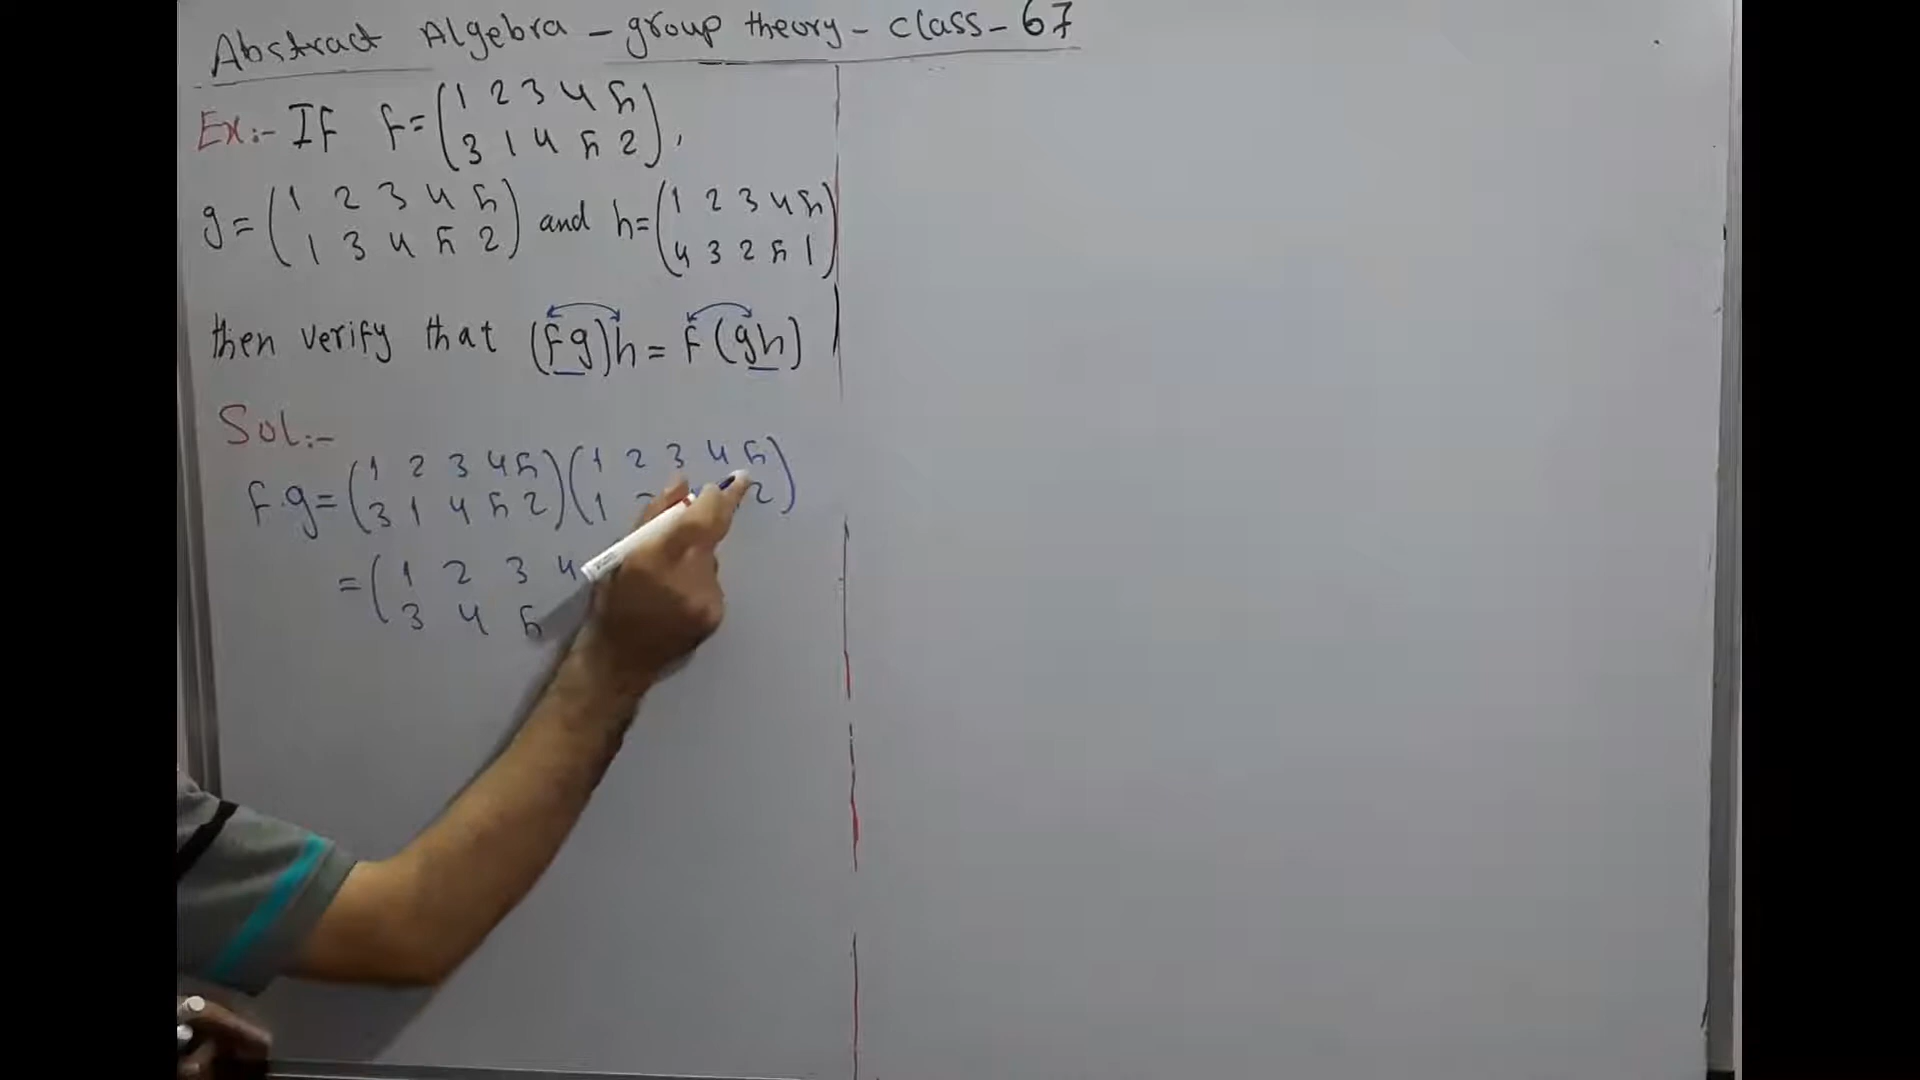 Abstract Algebra - group theory - class - 67
Ex:- If f = (1 2 3 4 5
3 1 4 5 2),
g = (1 2 3 4 5
1 3 4 5 2) and h = (1 2 3 4 5
4 3 2 5 1)
then verify that (fg)h = f(gh)
Sol:-
f.g = (1 2 3 4 5)(1 2 3 4 5)
(3 1 4 5 2)(1 2)
= (1 2 3 4
3 4 5